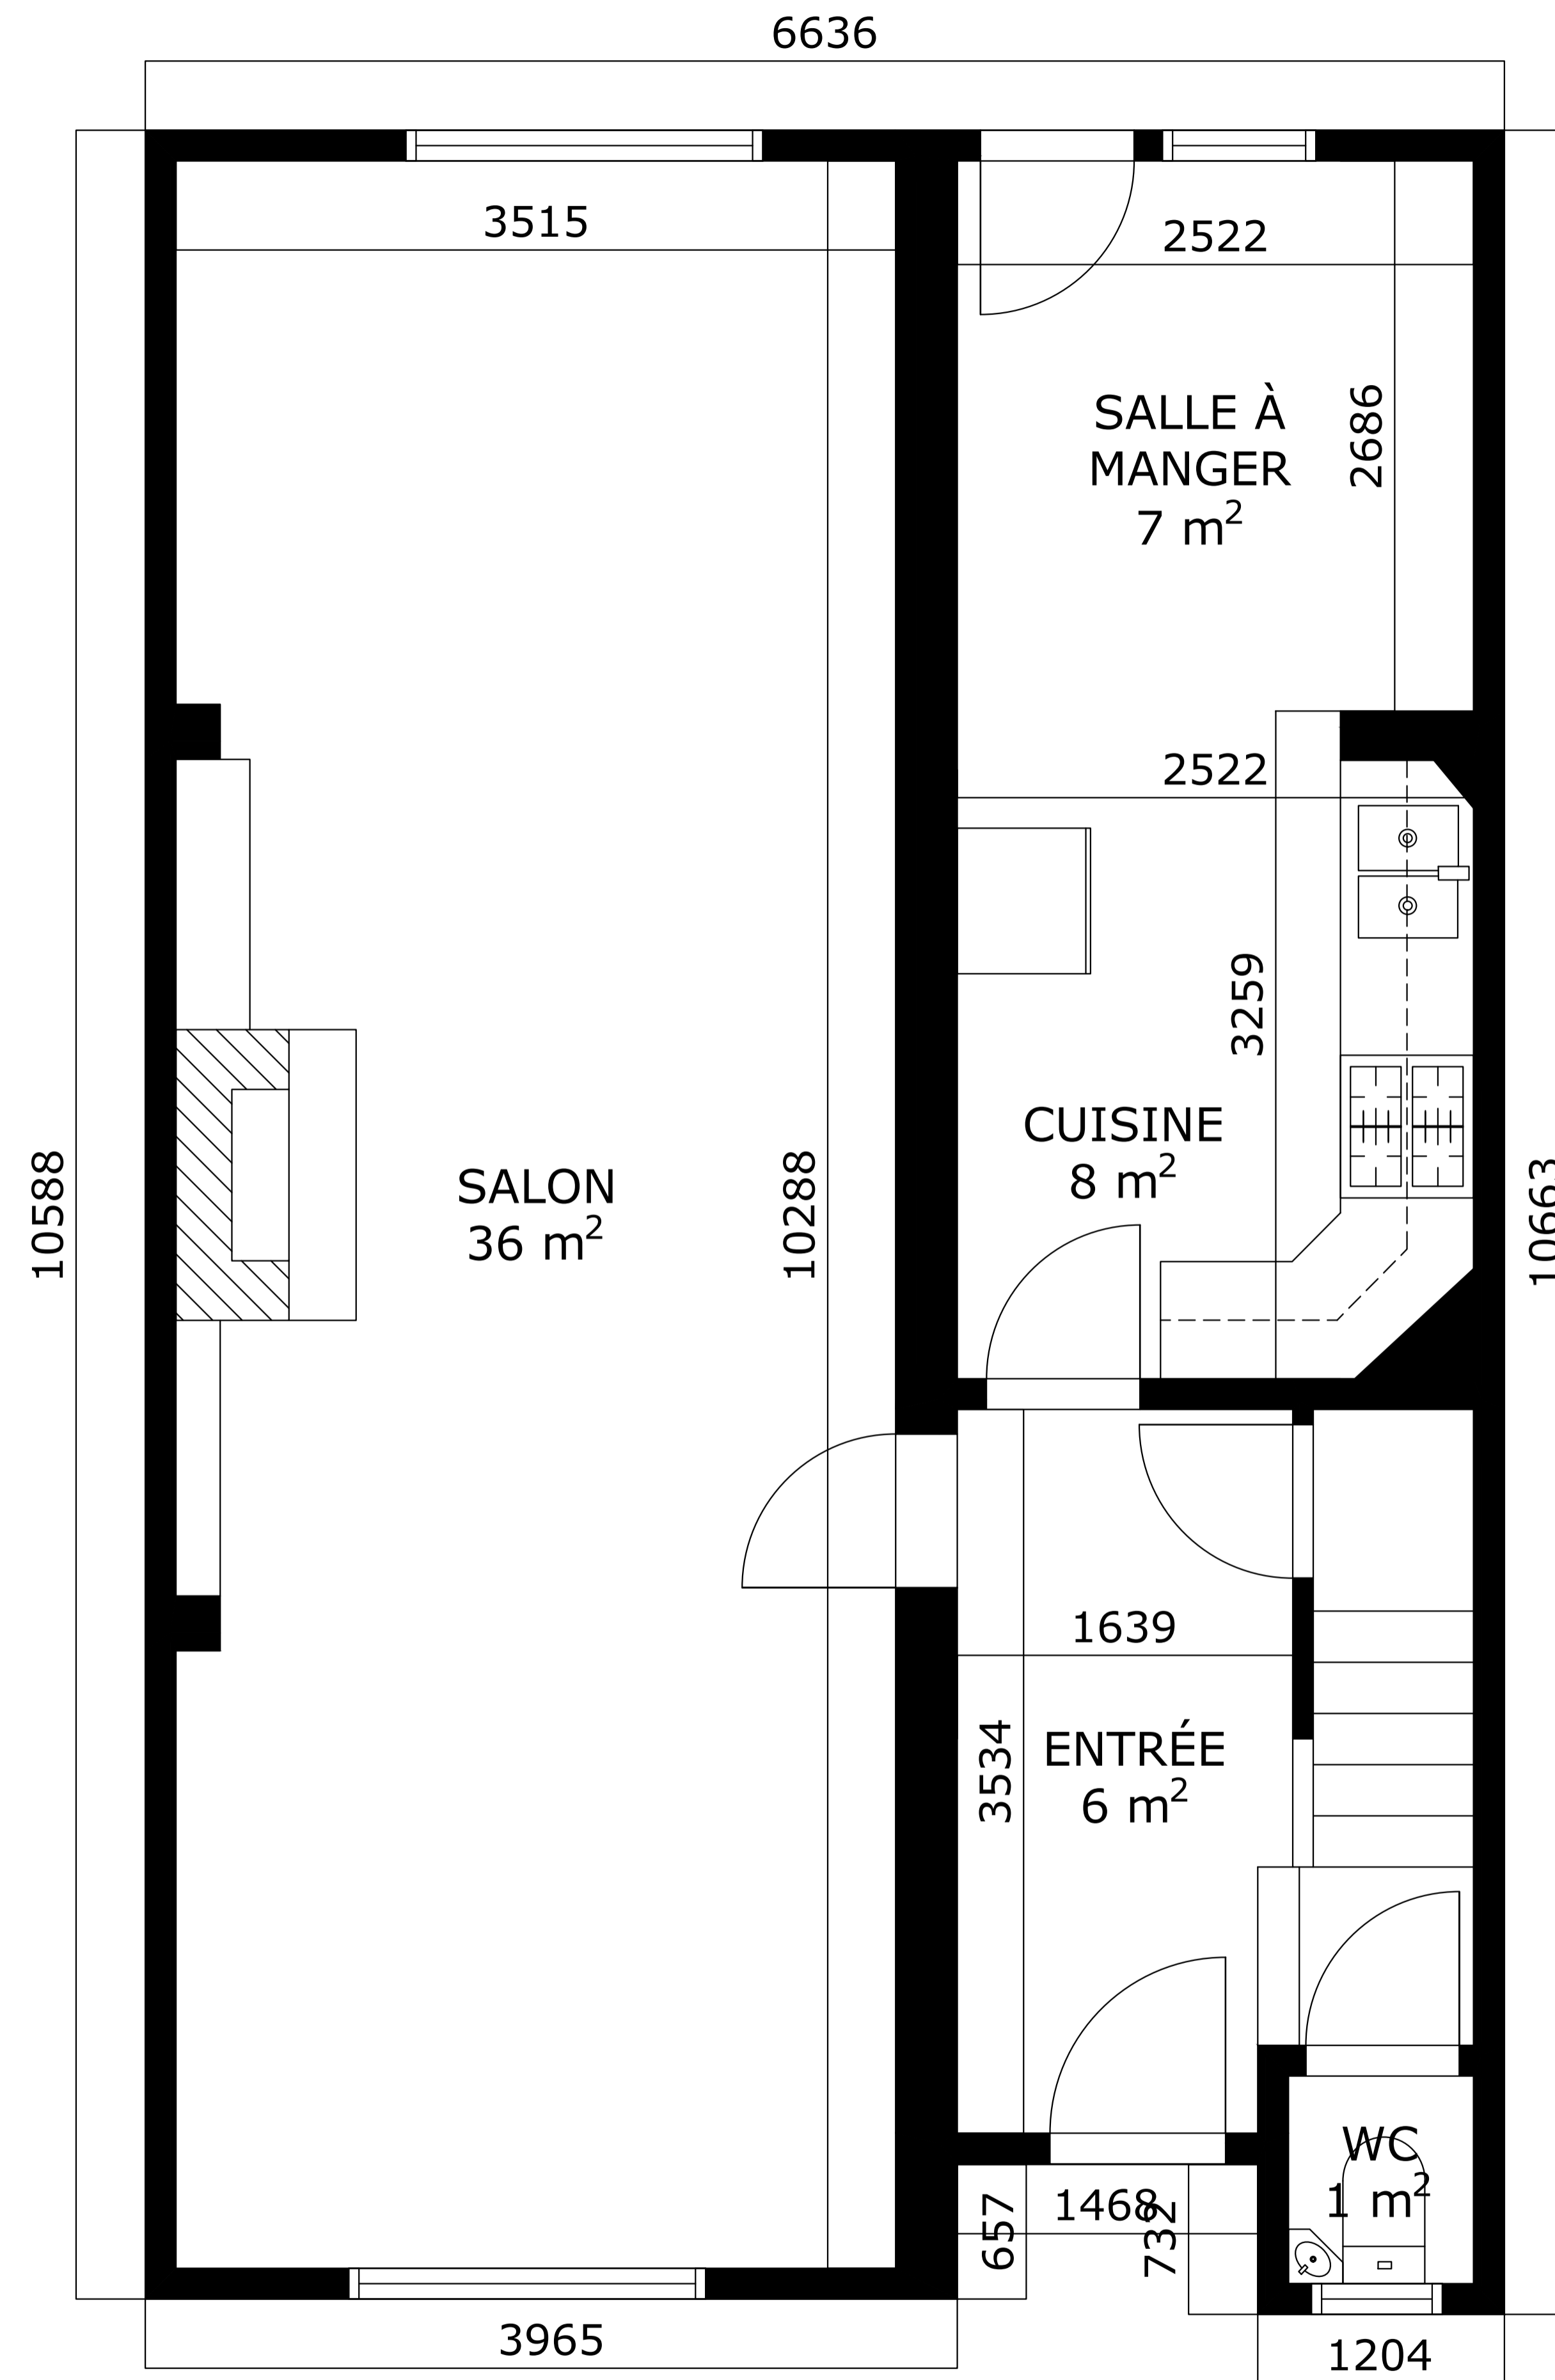 6636
3515
2522
SALLE À
MANGER
7 m²
2686
2522
3259
CUISINE
8 m²
SALON
36 m²
10588
10288
10663
1639
3534
ENTRÉE
6 m²
WC
1 m²
1468
657
732
3965
1204